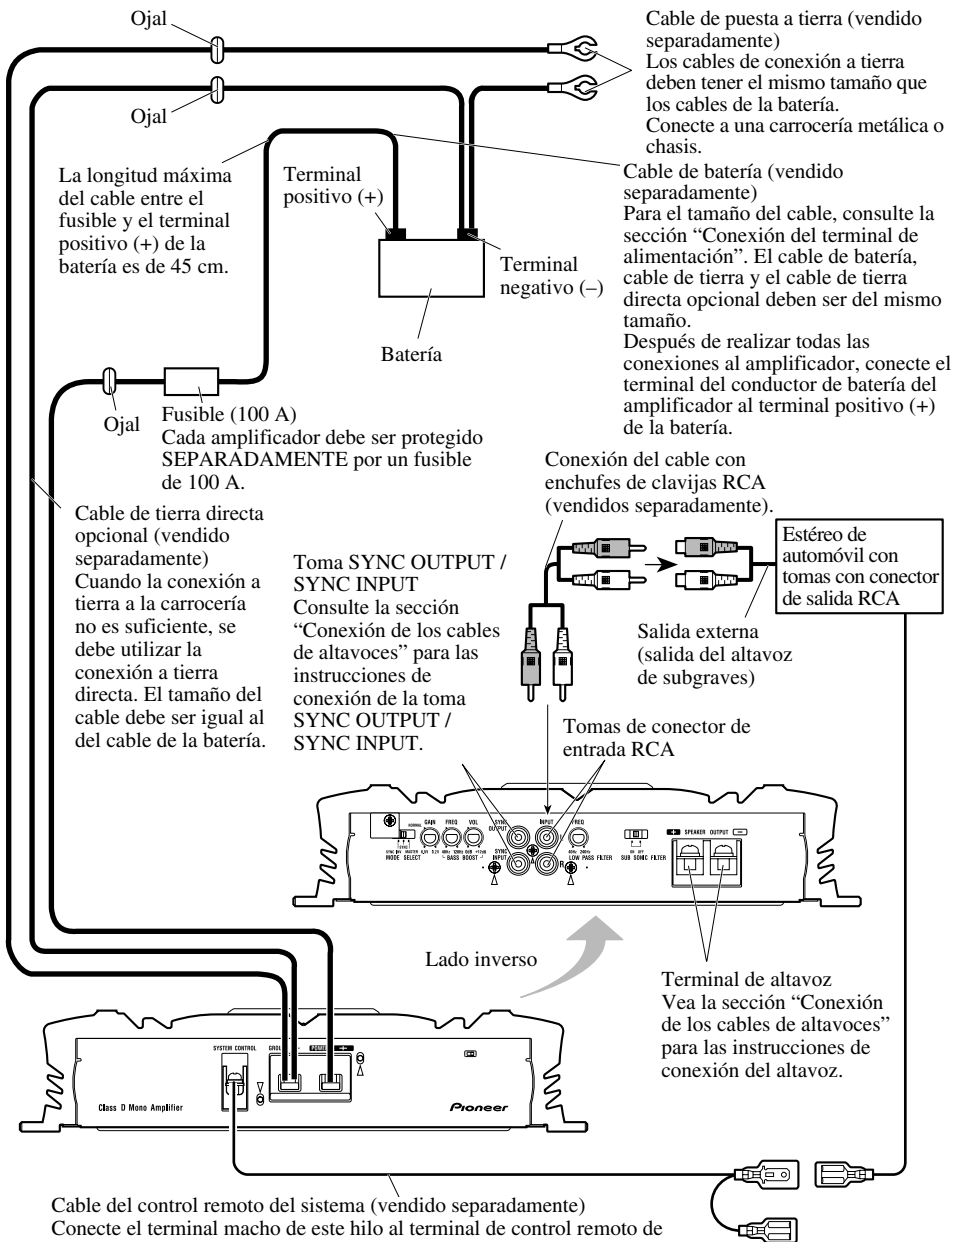 Ojal
Cable de puesta a tierra (vendido
separadamente)
Los cables de conexión a tierra
deben tener el mismo tamaño que
los cables de la batería.
Conecte a una carrocería metálica o
chasis.
Ojal
La longitud máxima
del cable entre el
fusible y el terminal
positivo (+) de la
batería es de 45 cm.
Terminal
positivo (+)
Cable de batería (vendido
separadamente)
Para el tamaño del cable, consulte la
sección “Conexión del terminal de
alimentación”. El cable de batería,
cable de tierra y el cable de tierra
directa opcional deben ser del mismo
tamaño.
Después de realizar todas las
conexiones al amplificador, conecte el
terminal del conductor de batería del
amplificador al terminal positivo (+)
de la batería.
Terminal
negativo (–)
Batería
Ojal
Fusible (100 A)
Cada amplificador debe ser protegido
SEPARADAMENTE por un fusible
de 100 A.
Conexión del cable con
enchufes de clavijas RCA
(vendidos separadamente).
Cable de tierra directa
opcional (vendido
separadamente)
Cuando la conexión a
tierra a la carrocería
no es suficiente, se
debe utilizar la
conexión a tierra
directa. El tamaño del
cable debe ser igual al
del cable de la batería.
Toma SYNC OUTPUT /
SYNC INPUT
Consulte la sección
“Conexión de los cables
de altavoces” para las
instrucciones de
conexión de la toma
SYNC OUTPUT /
SYNC INPUT.
Estéreo de
automóvil con
tomas con conector
de salida RCA
Salida externa
(salida del altavoz
de subgraves)
Tomas de conector de
entrada RCA
NORMAL
GAIN FREQ VOL
SYNC
OUTPUT
INPUT
FREQ
SPEAKER OUTPUT
MODE SELECT
BASS BOOST
SYNC
INPUT
R
40Hz 240Hz
LOW PASS FILTER
ON OFF
SUB SONIC FILTER
Lado inverso
Terminal de altavoz
Vea la sección “Conexión
de los cables de altavoces”
para las instrucciones de
conexión del altavoz.
SYSTEM CONTROL
Class D Mono Amplifier
Pioneer
Cable del control remoto del sistema (vendido separadamente)
Conecte el terminal macho de este hilo al terminal de control remoto de